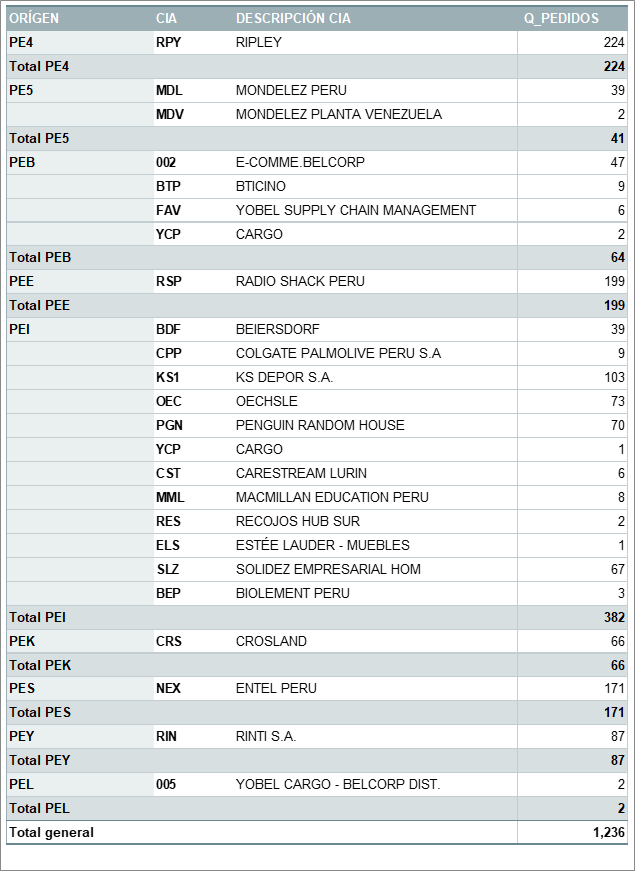 ORÍGEN CIA DESCRIPCIÓN CIA Q_PEDIDOS
PE4 RPY RIPLEY 224
Total PE4 224
PE5 MDL MONDELEZ PERU 39
MDV MONDELEZ PLANTA VENEZUELA 2
Total PE5 41
PEB 002 E-COMME.BELCORP 47
BTP BTICINO 9
FAV YOBEL SUPPLY CHAIN MANAGEMENT 6
YCP CARGO 2
Total PEB 64
PEE RSP RADIO SHACK PERU 199
Total PEE 199
PEI BDF BEIERSDORF 39
CPP COLGATE PALMOLIVE PERU S.A 9
KS1 KS DEPOR S.A. 103
OEC OECHSLE 73
PGN PENGUIN RANDOM HOUSE 70
YCP CARGO 1
CST CARESTREAM LURIN 6
MML MACMILLAN EDUCATION PERU 8
RES RECOJOS HUB SUR 2
ELS ESTÉE LAUDER - MUEBLES 1
SLZ SOLIDEZ EMPRESARIAL HOM 67
BEP BIOLEMENT PERU 3
Total PEI 382
PEK CRS CROSLAND 66
Total PEK 66
PES NEX ENTEL PERU 171
Total PES 171
PEY RIN RINTI S.A. 87
Total PEY 87
PEL 005 YOBEL CARGO - BELCORP DIST. 2
Total PEL 2
Total general 1,236